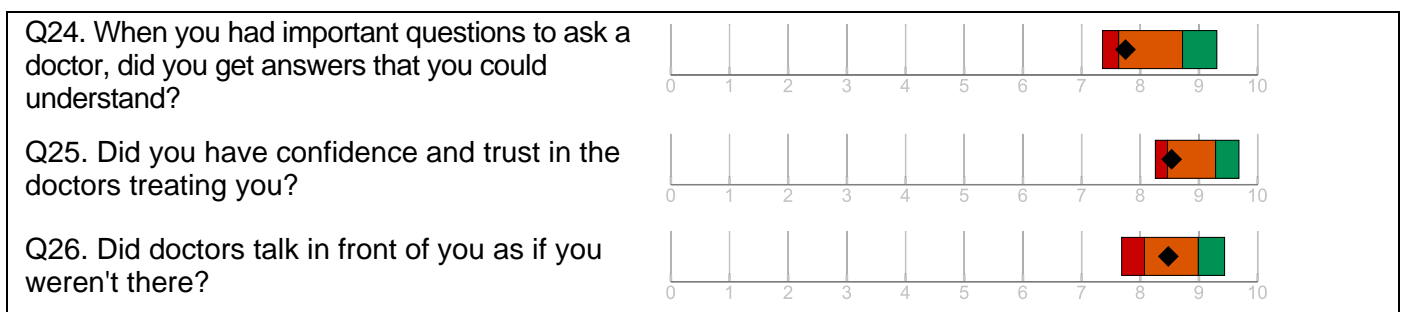 Q24. When you had important questions to ask a
doctor, did you get answers that you could
understand?
0 1 2 3 4 5 6 7 8 9 10
Q25. Did you have confidence and trust in the
doctors treating you?
0 1 2 3 4 5 6 7 8 9 10
Q26. Did doctors talk in front of you as if you
weren't there?
0 1 2 3 4 5 6 7 8 9 10